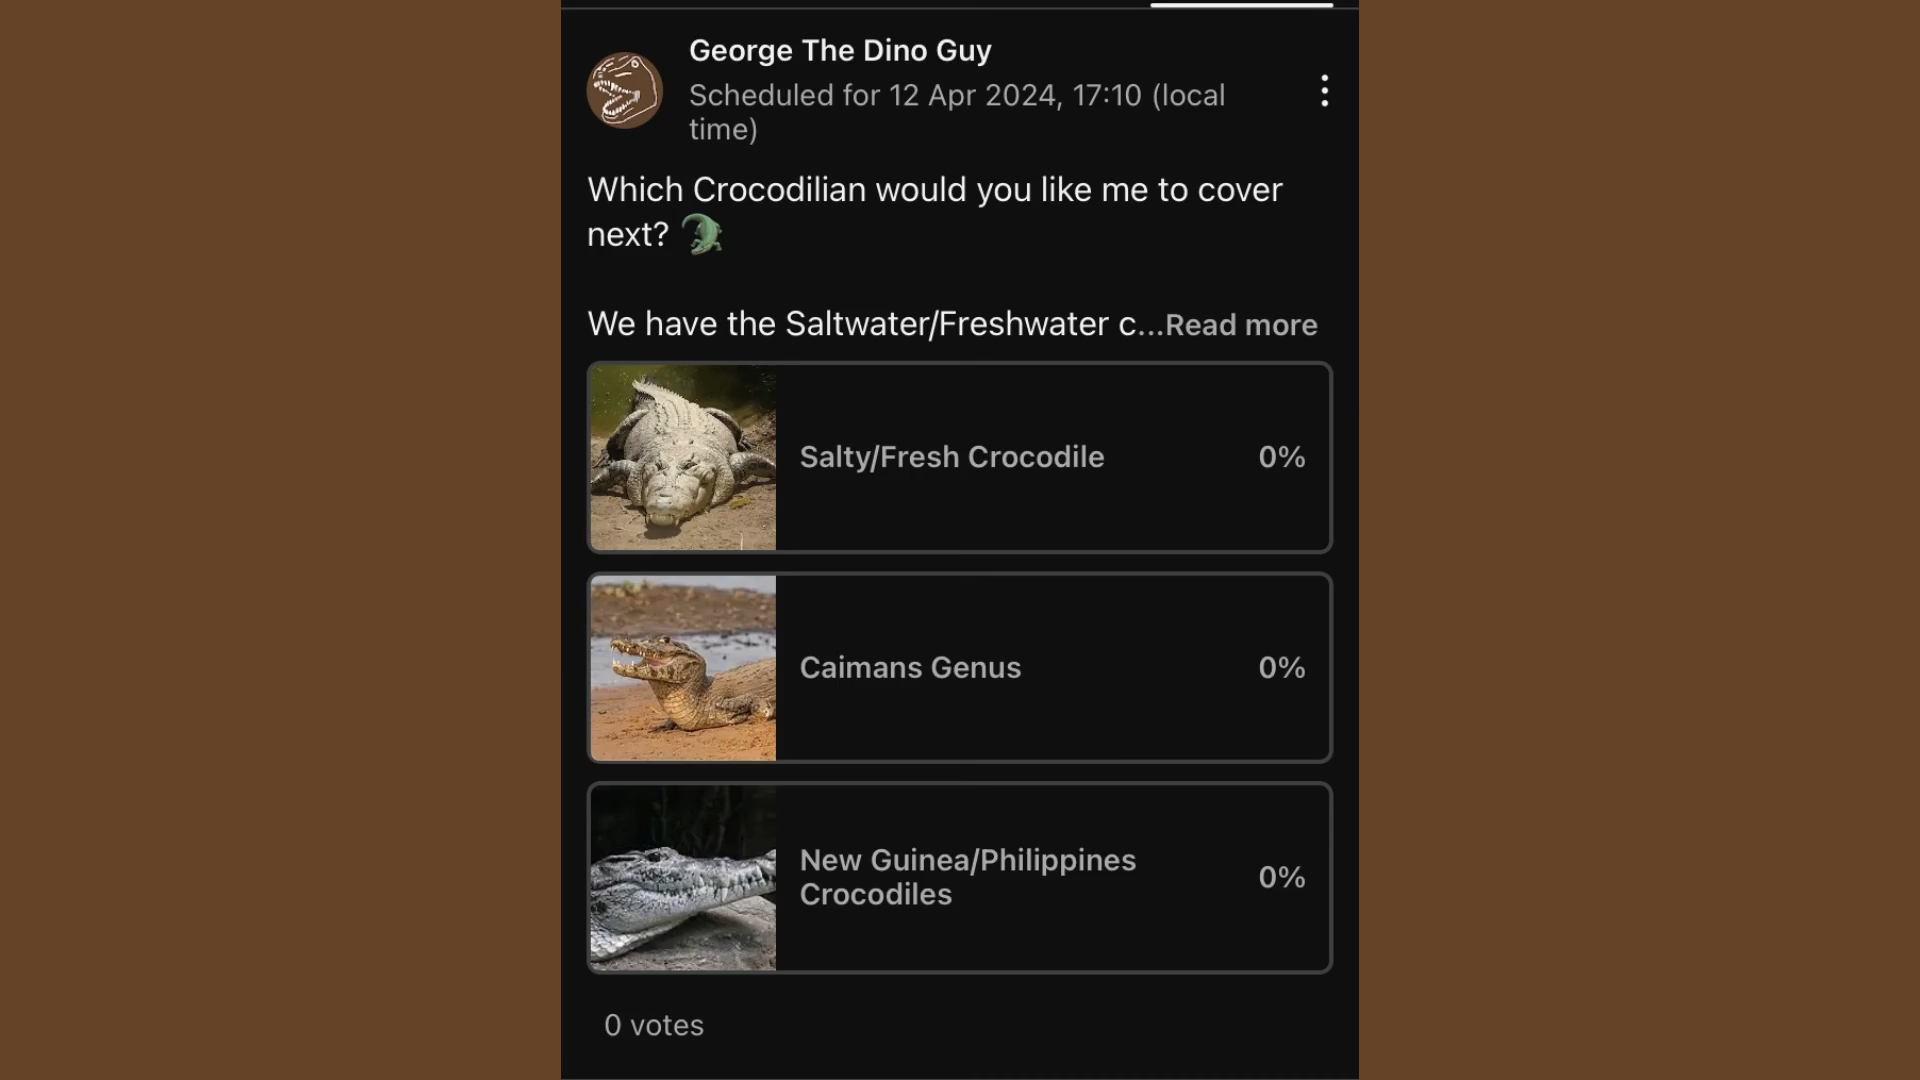 George The Dino Guy
Scheduled for 12 Apr 2024, 17:10 (local
time)
Which Crocodilian would you like me to cover
next? 🐊
We have the Saltwater/Freshwater c...Read more
Salty/Fresh Crocodile 0%
Caimans Genus 0%
New Guinea/Philippines
Crocodiles 0%
0 votes